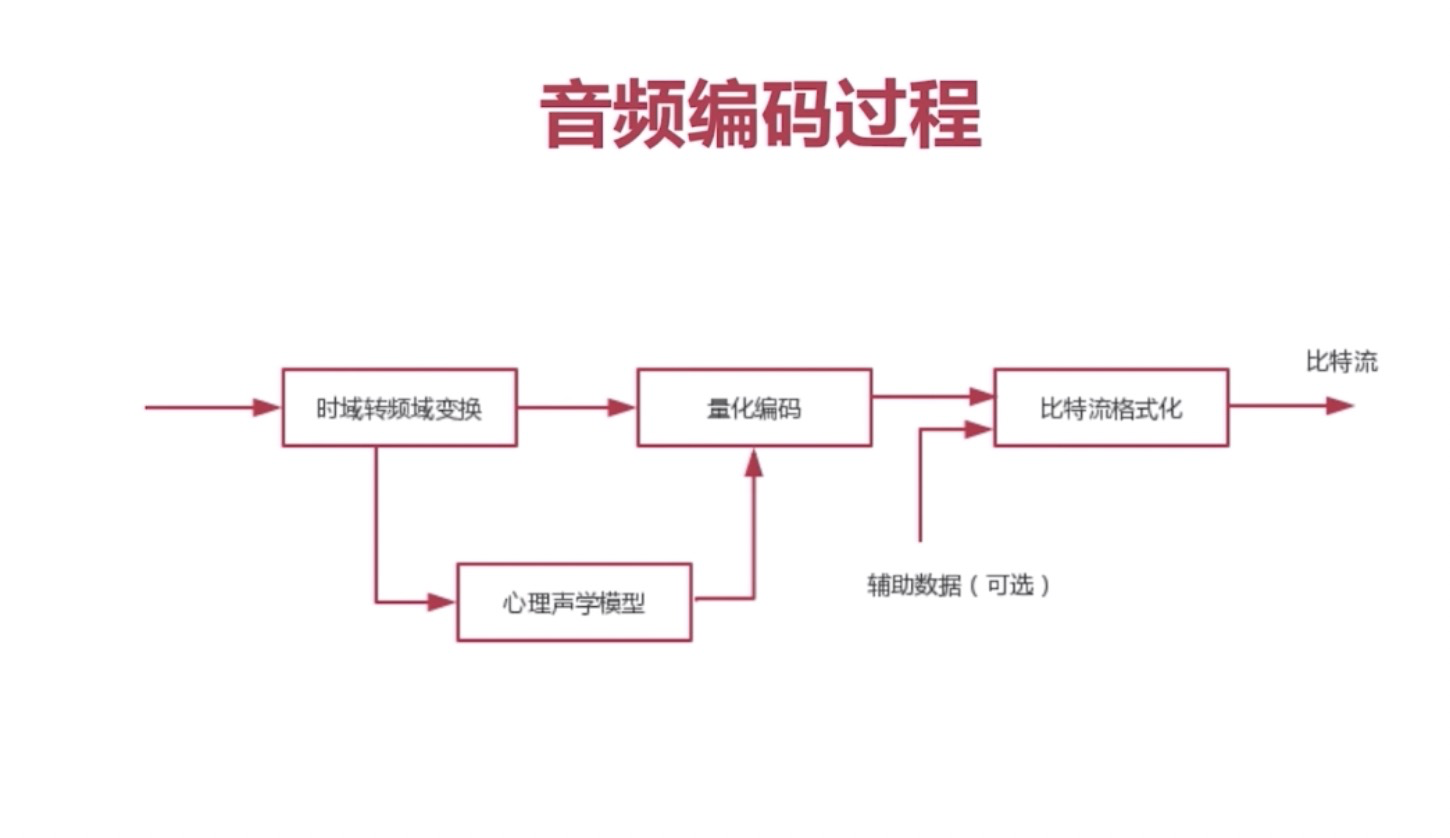 音频编码过程
比特流
时域转频域变换
量化编码
比特流格式化
心理声学模型
辅助数据（可选）